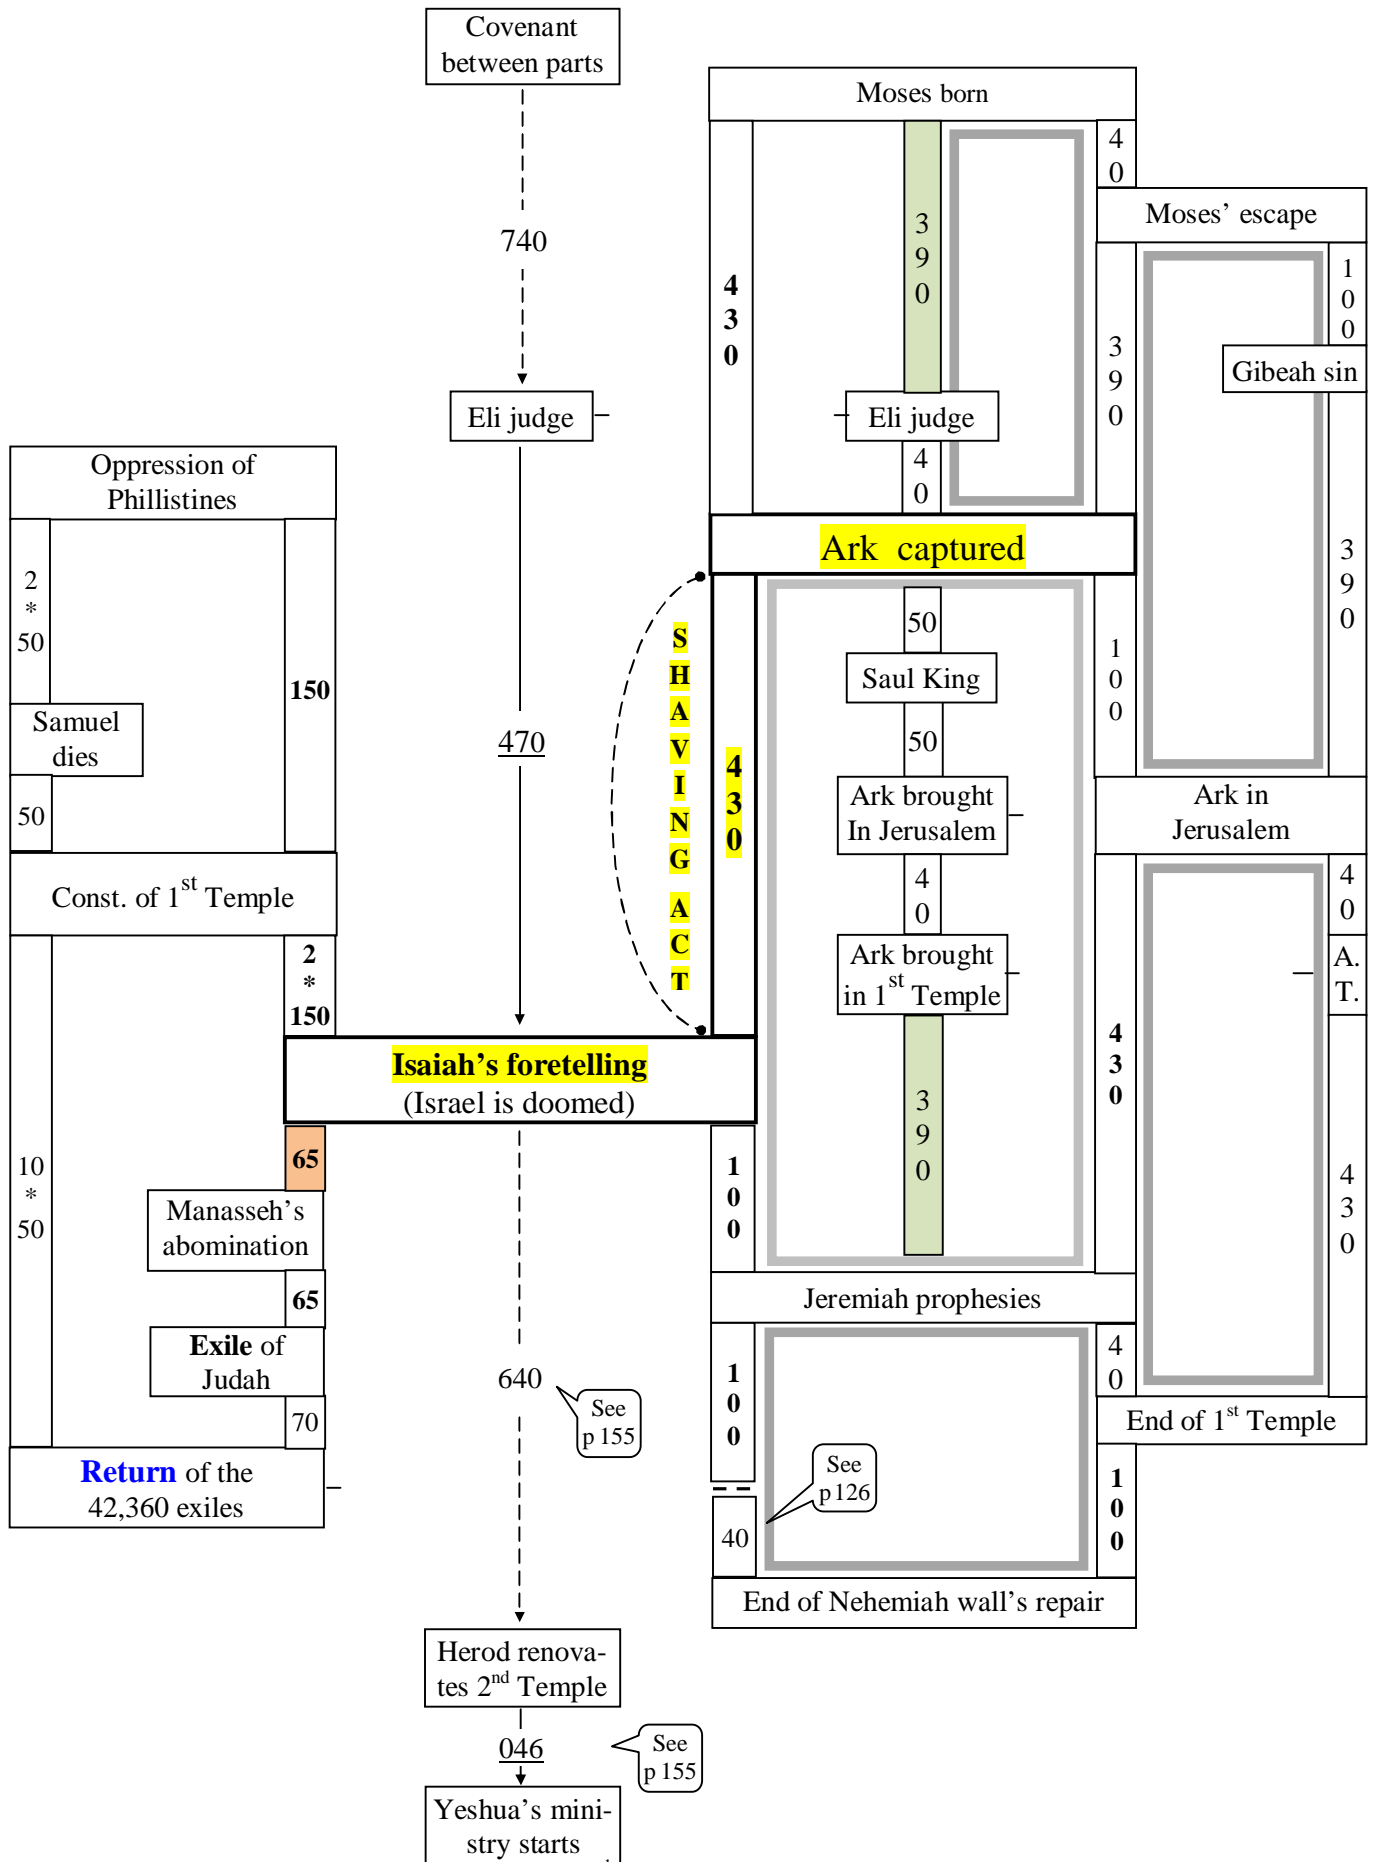 Covenant
between parts
740
Eli judge
470
Oppression of
Phillistines
2
*
50
150
Samuel
dies
50
Const. of 1st Temple
2
*
150
10
*
50
Isaiah's foretelling
(Israel is doomed)
65
Manasseh's
abomination
65
Exile of
Judah
70
Return of the
42,360 exiles
640
See
p 155
Herod renova-
tes 2nd Temple
046
See
p 155
Yeshua's mini-
stry starts
Moses born
430
390
40
Moses' escape
100
Gibeah sin
390
390
Eli judge
40
Ark captured
SHAVING ACT
430
50
Saul King
50
100
Ark brought
In Jerusalem
Ark in
Jerusalem
40
40
Ark brought
in 1st Temple
A.
T.
390
430
430
100
Jeremiah prophesies
100
40
End of 1st Temple
See
p 126
40
100
End of Nehemiah wall's repair